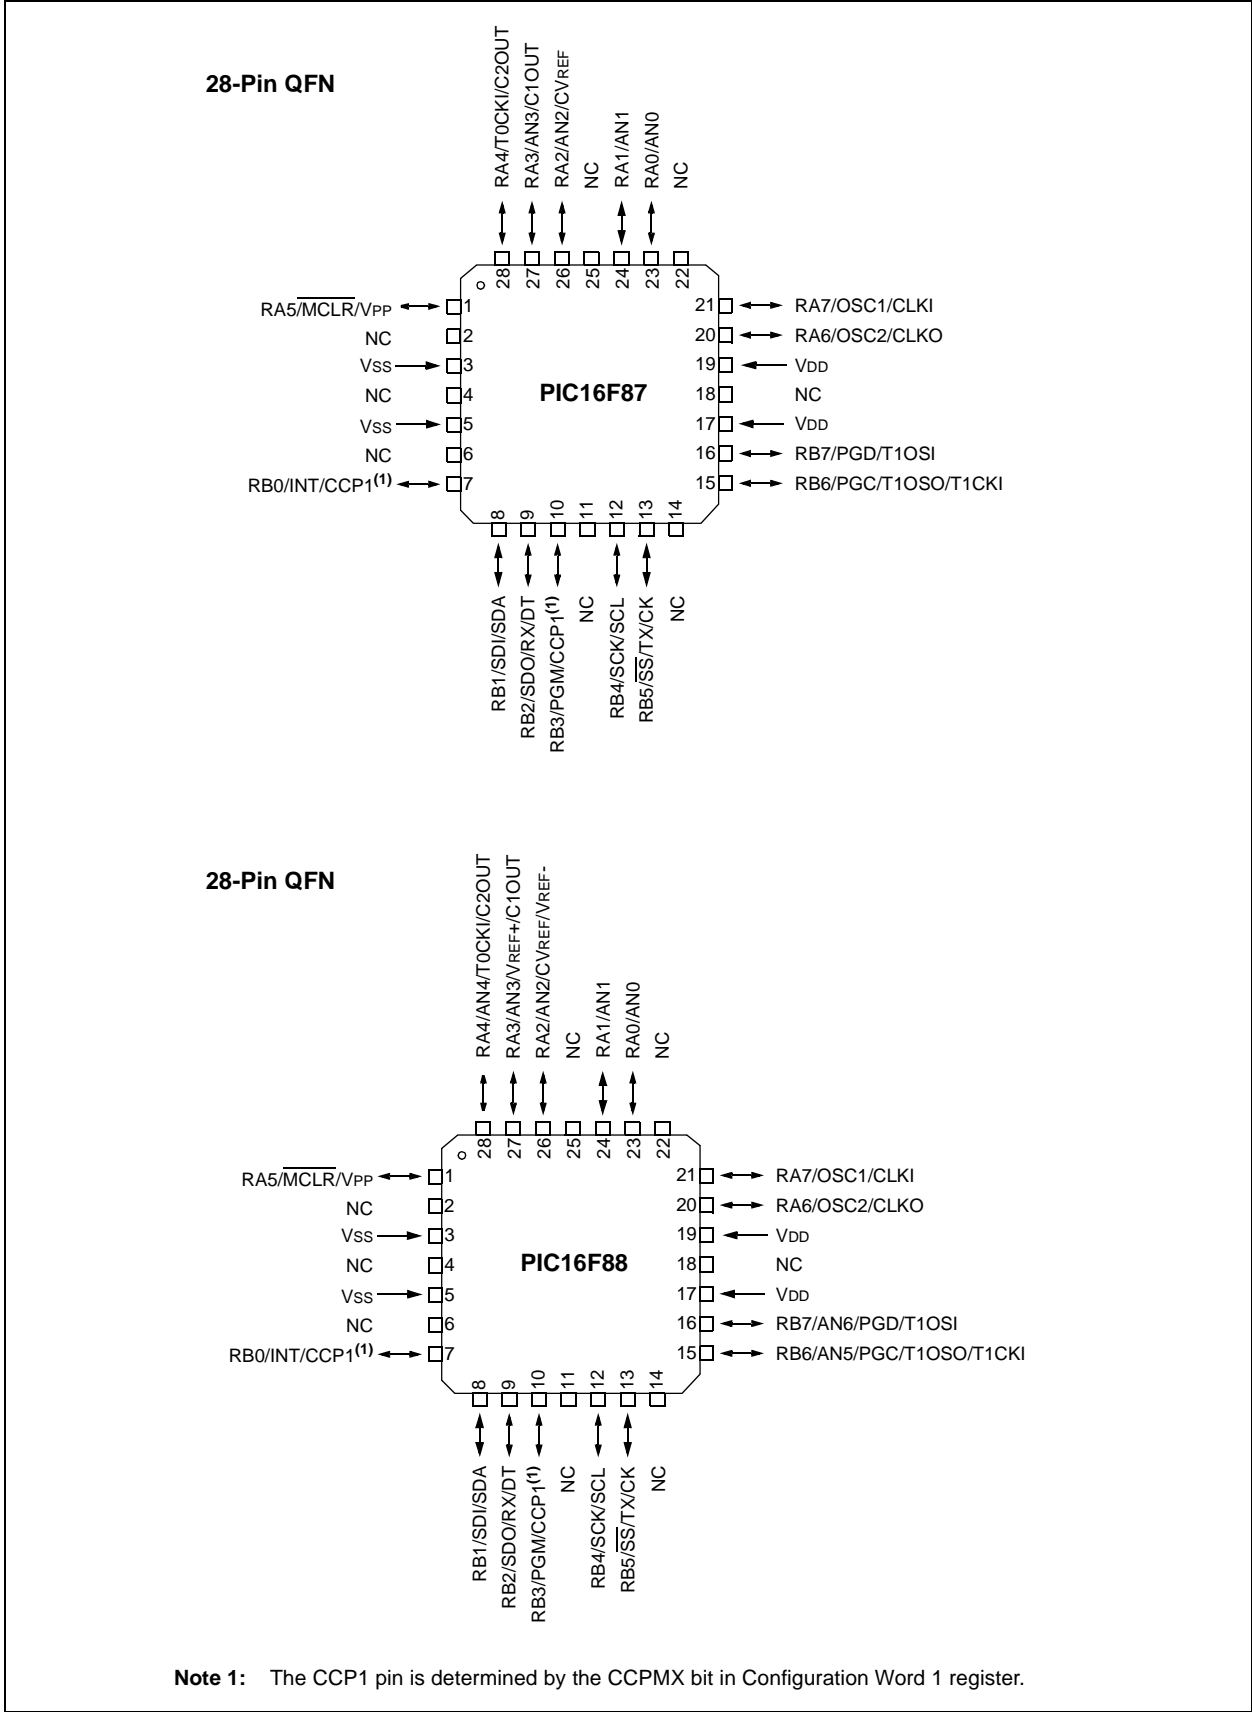 28-Pin QFN
RA4/T0CKI/C2OUT
RA3/AN3/C1OUT
RA2/AN2/CVREF
NC
RA1/AN1
RA0/AN0
NC
28
27
26
25
24
23
22
RA5/MCLR/VPP
1
NC
2
VSS
3
NC
4
VSS
5
NC
6
RB0/INT/CCP1(1)
7
PIC16F87
21
RA7/OSC1/CLKI
20
RA6/OSC2/CLKO
19
VDD
18
NC
17
VDD
16
RB7/PGD/T1OSI
15
RB6/PGC/T1OSO/T1CKI
8
9
10
11
12
13
14
RB1/SDI/SDA
RB2/SDO/RX/DT
RB3/PGM/CCP1(1)
NC
RB4/SCK/SCL
RB5/SS/TX/CK
NC
28-Pin QFN
RA4/AN4/T0CKI/C2OUT
RA3/AN3/VREF+/C1OUT
RA2/AN2/CVREF/VREF-
NC
RA1/AN1
RA0/AN0
NC
28
27
26
25
24
23
22
RA5/MCLR/VPP
1
NC
2
VSS
3
NC
4
VSS
5
NC
6
RB0/INT/CCP1(1)
7
PIC16F88
21
RA7/OSC1/CLKI
20
RA6/OSC2/CLKO
19
VDD
18
NC
17
VDD
16
RB7/AN6/PGD/T1OSI
15
RB6/AN5/PGC/T1OSO/T1CKI
8
9
10
11
12
13
14
RB1/SDI/SDA
RB2/SDO/RX/DT
RB3/PGM/CCP1(1)
NC
RB4/SCK/SCL
RB5/SS/TX/CK
NC
Note 1: The CCP1 pin is determined by the CCPMX bit in Configuration Word 1 register.